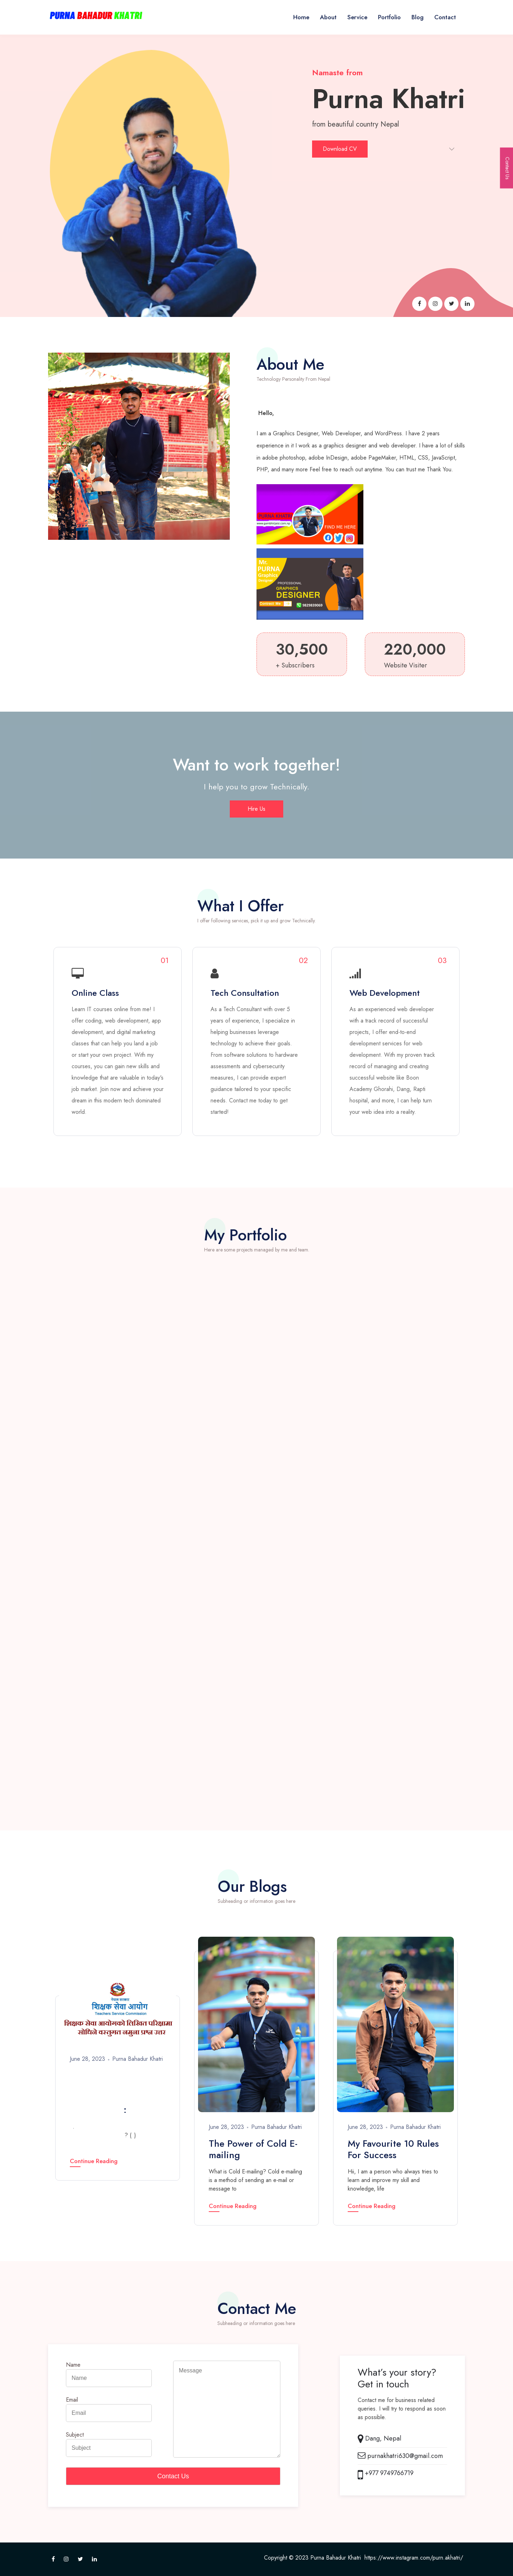 PURNA BAHADUR KHATRI
Home About Service Portfolio Blog Contact
Namaste from
Purna Khatri
from beautiful country Nepal
Download CV
Contact Us
About Me
Technology Personality From Nepal
Hello,
I am a Graphics Designer, Web Developer, and WordPress. I have 2 years
experience in it I work as a graphics designer and web developer. I have a lot of skills
in adobe photoshop, adobe InDesign, adobe PageMaker, HTML, CSS, JavaScript,
PHP, and many more Feel free to reach out anytime. You can trust me Thank You.
FIND ME HERE
Mr.
PURNA
Graphics
PROFESSIONAL
GRAPHICS
DESIGNER
30,500
+ Subscribers
220,000
Website Visiter
Want to work together!
I help you to grow Technically.
Hire Us
What I Offer
I offer following services, pick it up and grow Technically
01
Online Class
Learn IT courses online from me! I
offer coding, web development, app
development, and digital marketing
classes that can help you land a job
or start your own project. With my
courses, you can gain new skills and
knowledge that are valuable in today's
job market. Join now and achieve your
dream in this modern tech dominated
world.
02
Tech Consultation
As a Tech Consultant with over 5
years of experience, I specialize in
helping businesses leverage
technology to achieve their goals.
From software solutions to hardware
assessments and cybersecurity
measures, I can provide expert
guidance tailored to your specific
needs. Contact me today to get
started!
03
Web Development
As an experienced web developer
with a track record of successful
projects, I offer end-to-end
development services for web
development. With my proven track
record of managing and creating
successful website like Boon
Academy Ghorahi, Dang, Rapti
hospital, and more, I can help turn
your web idea into a reality.
My Portfolio
Here are some projects managed by me and team
Our Blogs
Subheading or information goes here
शिक्षक सेवा आयोग
Teachers Service Commission
शिक्षक सेवा आयोगको लिखित परिक्षामा
सोधिने वस्तुगत नमुना प्रश्न उत्तर
June 28, 2023 - Purna Bahadur Khatri
:
? ( )
Continue Reading
June 28, 2023 - Purna Bahadur Khatri
The Power of Cold E-
mailing
What is Cold E-mailing? Cold e-mailing
is a method of sending an e-mail or
message to
Continue Reading
June 28, 2023 - Purna Bahadur Khatri
My Favourite 10 Rules
For Success
Hii, I am a person who always tries to
learn and improve my skill and
knowledge, life
Continue Reading
Contact Me
Subheading or information goes here
Name
Name
Email
Email
Subject
Subject
Message
Contact Us
What's your story?
Get in touch
Contact me for business related
queries. I will try to respond as soon
as possible.
Dang, Nepal
purnakhatri630@gmail.com
+977 9749766719
Copyright © 2023 Purna Bahadur Khatri https://www.instagram.com/purn.akhatri/